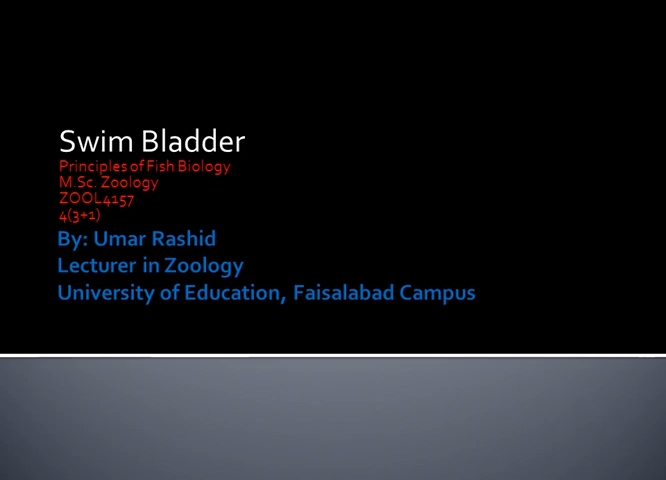 Swim Bladder
Principles of Fish Biology
M.Sc. Zoology
ZOOL4157
4(3+1)
By: Umar Rashid
Lecturer in Zoology
University of Education, Faisalabad Campus